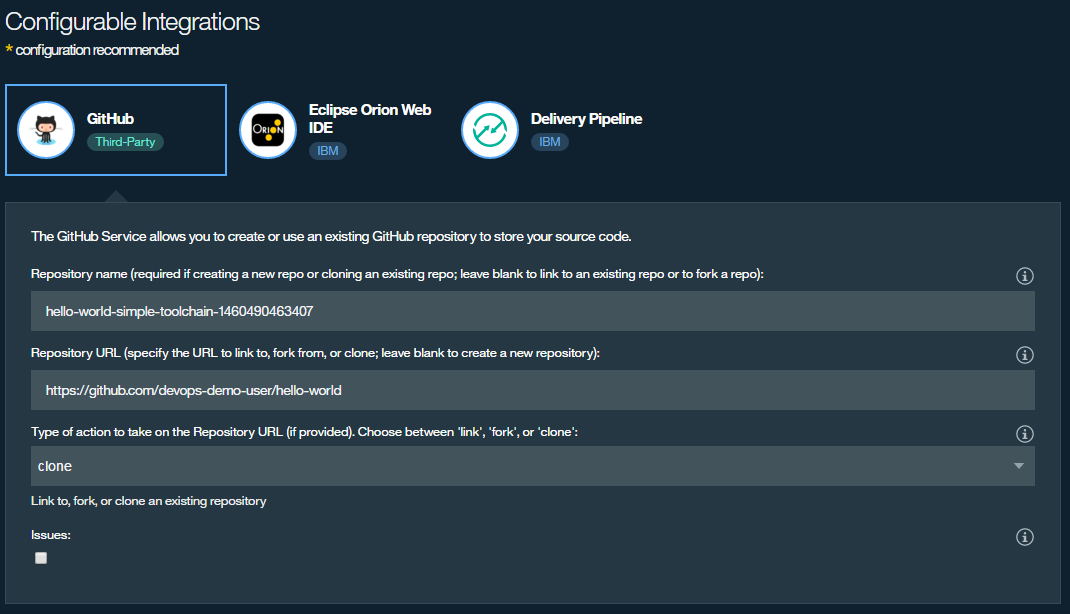 Configurable Integrations
* configuration recommended
GitHub
Third-Party
ORION
Eclipse Orion Web
IDE
IBM
Delivery Pipeline
IBM
The GitHub Service allows you to create or use an existing GitHub repository to store your source code.
Repository name (required if creating a new repo or cloning an existing repo; leave blank to link to an existing repo or to fork a repo):
hello-world-simple-toolchain-1460490463407
Repository URL (specify the URL to link to, fork from, or clone; leave blank to create a new repository):
https://github.com/devops-demo-user/hello-world
Type of action to take on the Repository URL (if provided). Choose between 'link', 'fork', or 'clone':
clone
Link to, fork, or clone an existing repository
Issues: